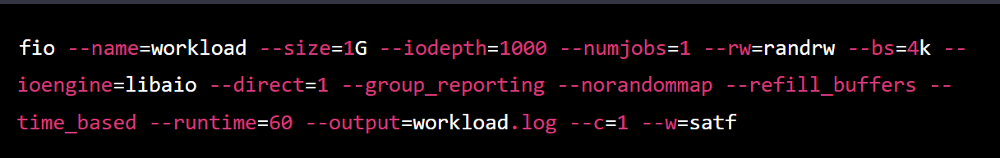 fio --name=workload --size=1G --iodepth=1000 --numjobs=1 --rw=randrw --bs=4k --
ioengine=libaio --direct=1 --group_reporting --norandommap --refill_buffers --
time_based --runtime=60 --output=workload.log --c=1 --w=satf